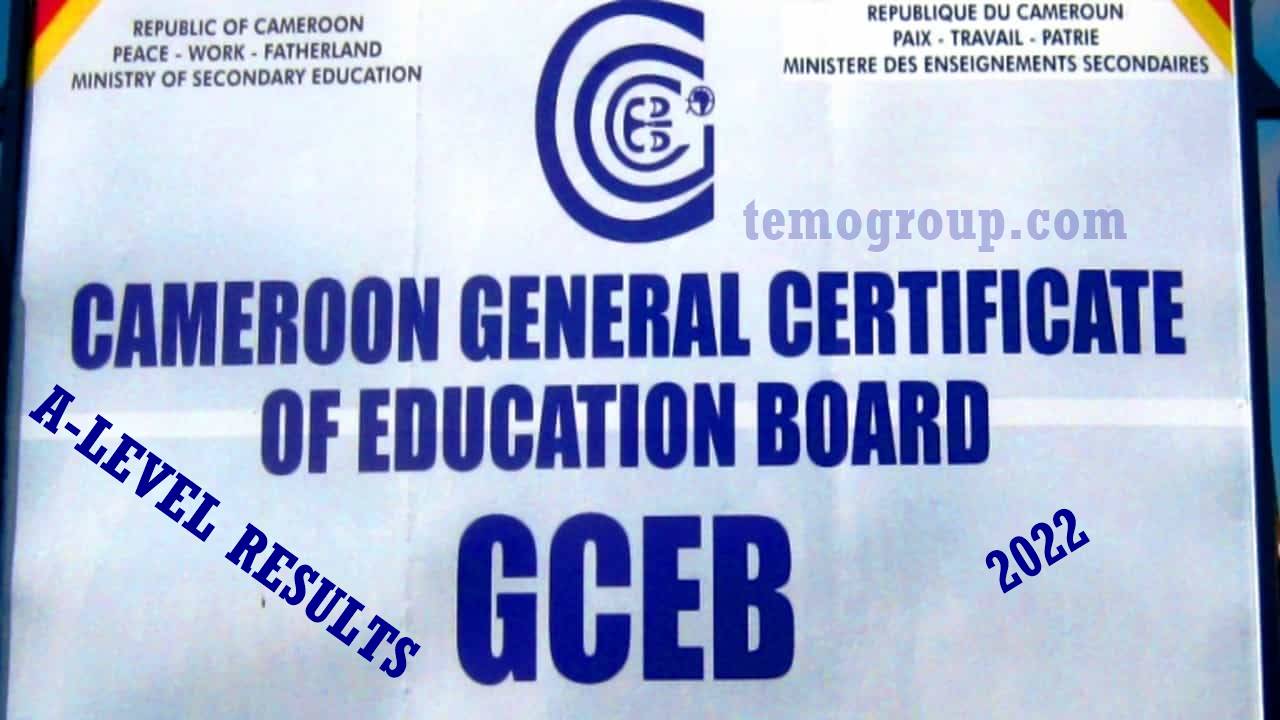 REPUBLIC OF CAMEROON
PEACE - WORK - FATHERLAND
MINISTRY OF SECONDARY EDUCATION
REPUBLIQUE DU CAMEROUN
PAIX - TRAVAIL - PATRIE
MINISTERE DES ENSEIGNEMENTS SECONDAIRES
temogroup.com
CAMEROON GENERAL CERTIFICATE
OF EDUCATION BOARD
A-LEVEL RESULTS
GCEB
2022